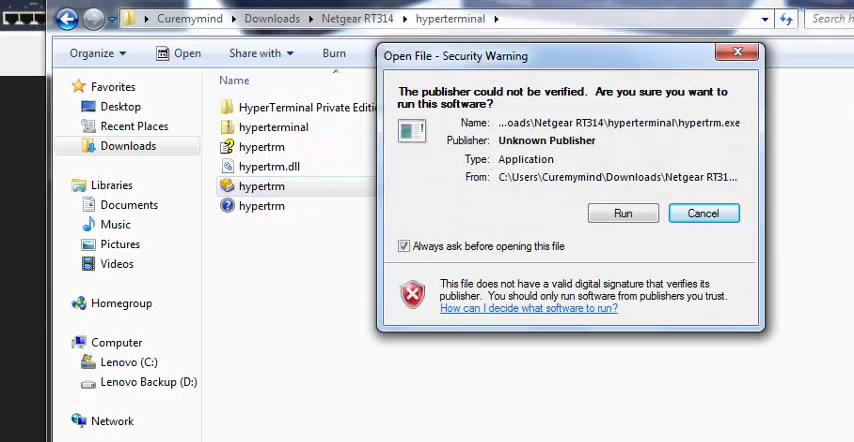 Curemymind Downloads Netgear RT314 hyperterminal
Search h
Organize Open Share with Burn
Favorites
Desktop
Recent Places
Downloads
Libraries
Documents
Music
Pictures
Videos
Homegroup
Computer
Lenovo (C:)
Lenovo Backup (D:)
Network
Name
HyperTerminal Private Editi
hyperterminal
hypertrm
hypertrm.dll
hypertrm
hypertrm
Open File - Security Warning
The publisher could not be verified. Are you sure you want to
run this software?
Name: ...oads\Netgear RT314\hyperterminal\hypertrm.exe
Publisher: Unknown Publisher
Type: Application
From: C:\Users\Curemymind\Downloads\Netgear RT31...
Run Cancel
Always ask before opening this file
This file does not have a valid digital signature that verifies its
publisher. You should only run software from publishers you trust.
How can I decide what software to run?